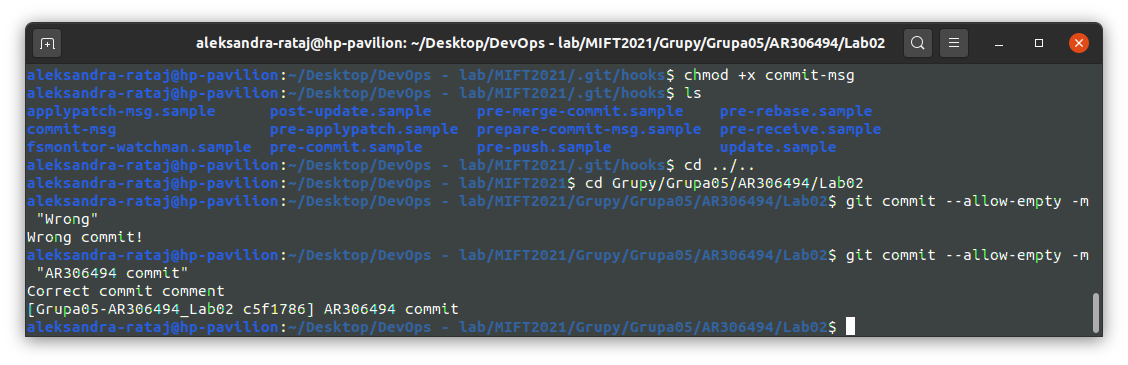 aleksandra-rataj@hp-pavilion: ~/Desktop/DevOps - lab/MIFT2021/Grupy/Grupa05/AR306494/Lab02
aleksandra-rataj@hp-pavilion:~/Desktop/DevOps - lab/MIFT2021/.git/hooks$ chmod +x commit-msg
aleksandra-rataj@hp-pavilion:~/Desktop/DevOps - lab/MIFT2021/.git/hooks$ ls
applypatch-msg.sample      post-update.sample     pre-merge-commit.sample    pre-rebase.sample
commit-msg                 pre-applypatch.sample  prepare-commit-msg.sample  pre-receive.sample
fsmonitor-watchman.sample  pre-commit.sample      pre-push.sample            update.sample
aleksandra-rataj@hp-pavilion:~/Desktop/DevOps - lab/MIFT2021/.git/hooks$ cd ../..
aleksandra-rataj@hp-pavilion:~/Desktop/DevOps - lab/MIFT2021$ cd Grupy/Grupa05/AR306494/Lab02
aleksandra-rataj@hp-pavilion:~/Desktop/DevOps - lab/MIFT2021/Grupy/Grupa05/AR306494/Lab02$ git commit --allow-empty -m
 "Wrong"
Wrong commit!
aleksandra-rataj@hp-pavilion:~/Desktop/DevOps - lab/MIFT2021/Grupy/Grupa05/AR306494/Lab02$ git commit --allow-empty -m
 "AR306494 commit"
Correct commit comment
[Grupa05-AR306494_Lab02 c5f1786] AR306494 commit
aleksandra-rataj@hp-pavilion:~/Desktop/DevOps - lab/MIFT2021/Grupy/Grupa05/AR306494/Lab02$